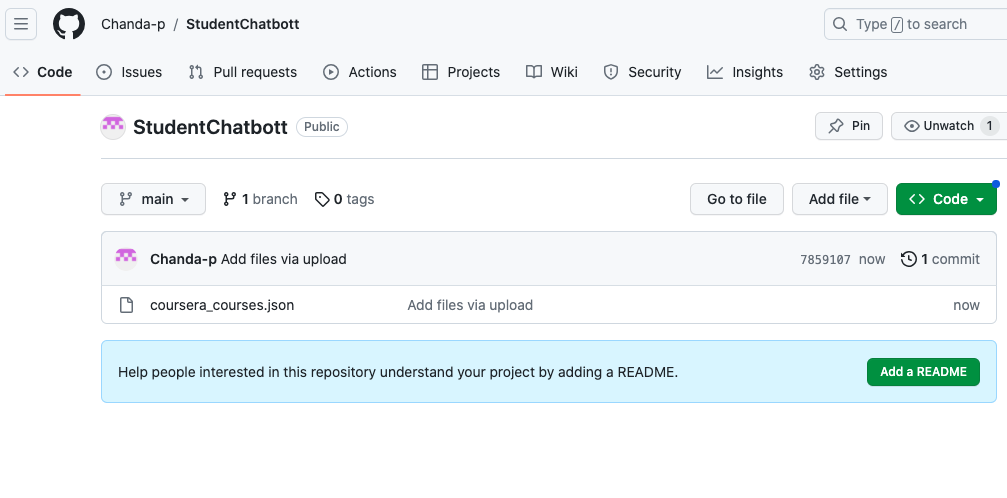 Chanda-p / StudentChatbott
Type / to search
Code Issues Pull requests Actions Projects Wiki Security Insights Settings
StudentChatbott Public
Pin Unwatch 1
main 1 branch 0 tags Go to file Add file Code
Chanda-p Add files via upload 7859107 now 1 commit
coursera_courses.json Add files via upload now
Help people interested in this repository understand your project by adding a README. Add a README